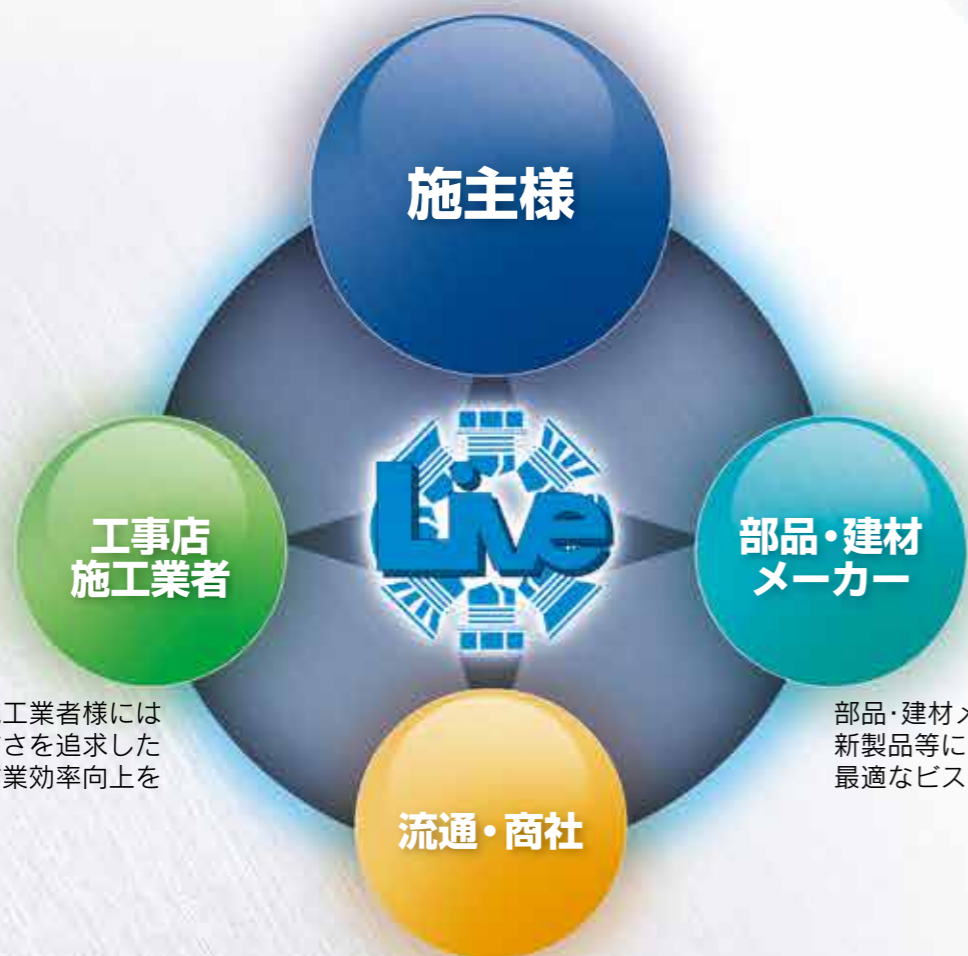 施主様
Live
工事店
施工業者
部品・建材
メーカー
工業者様には
さを追求した
業効率向上を
部品・建材メ
新製品等に
最適なビス
流通・商社